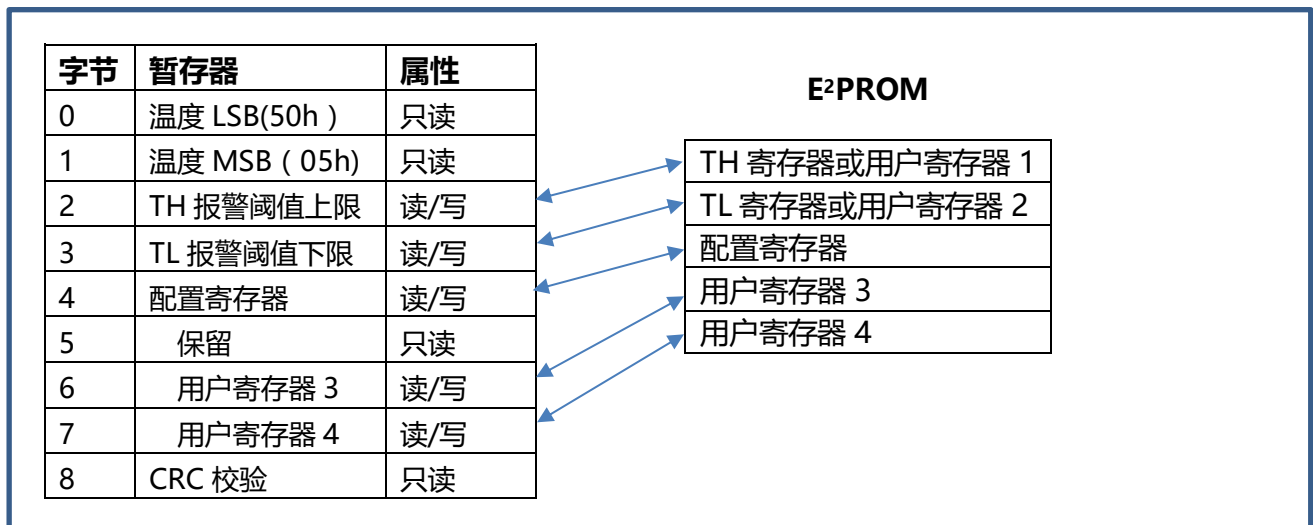 字节 暂存器 属性
0 温度 LSB(50h） 只读
1 温度 MSB（05h) 只读
2 TH 报警阈值上限 读/写
3 TL 报警阈值下限 读/写
4 配置寄存器 读/写
5 保留 只读
6 用户寄存器 3 读/写
7 用户寄存器 4 读/写
8 CRC 校验 只读
E²PROM
TH 寄存器或用户寄存器 1
TL 寄存器或用户寄存器 2
配置寄存器
用户寄存器 3
用户寄存器 4